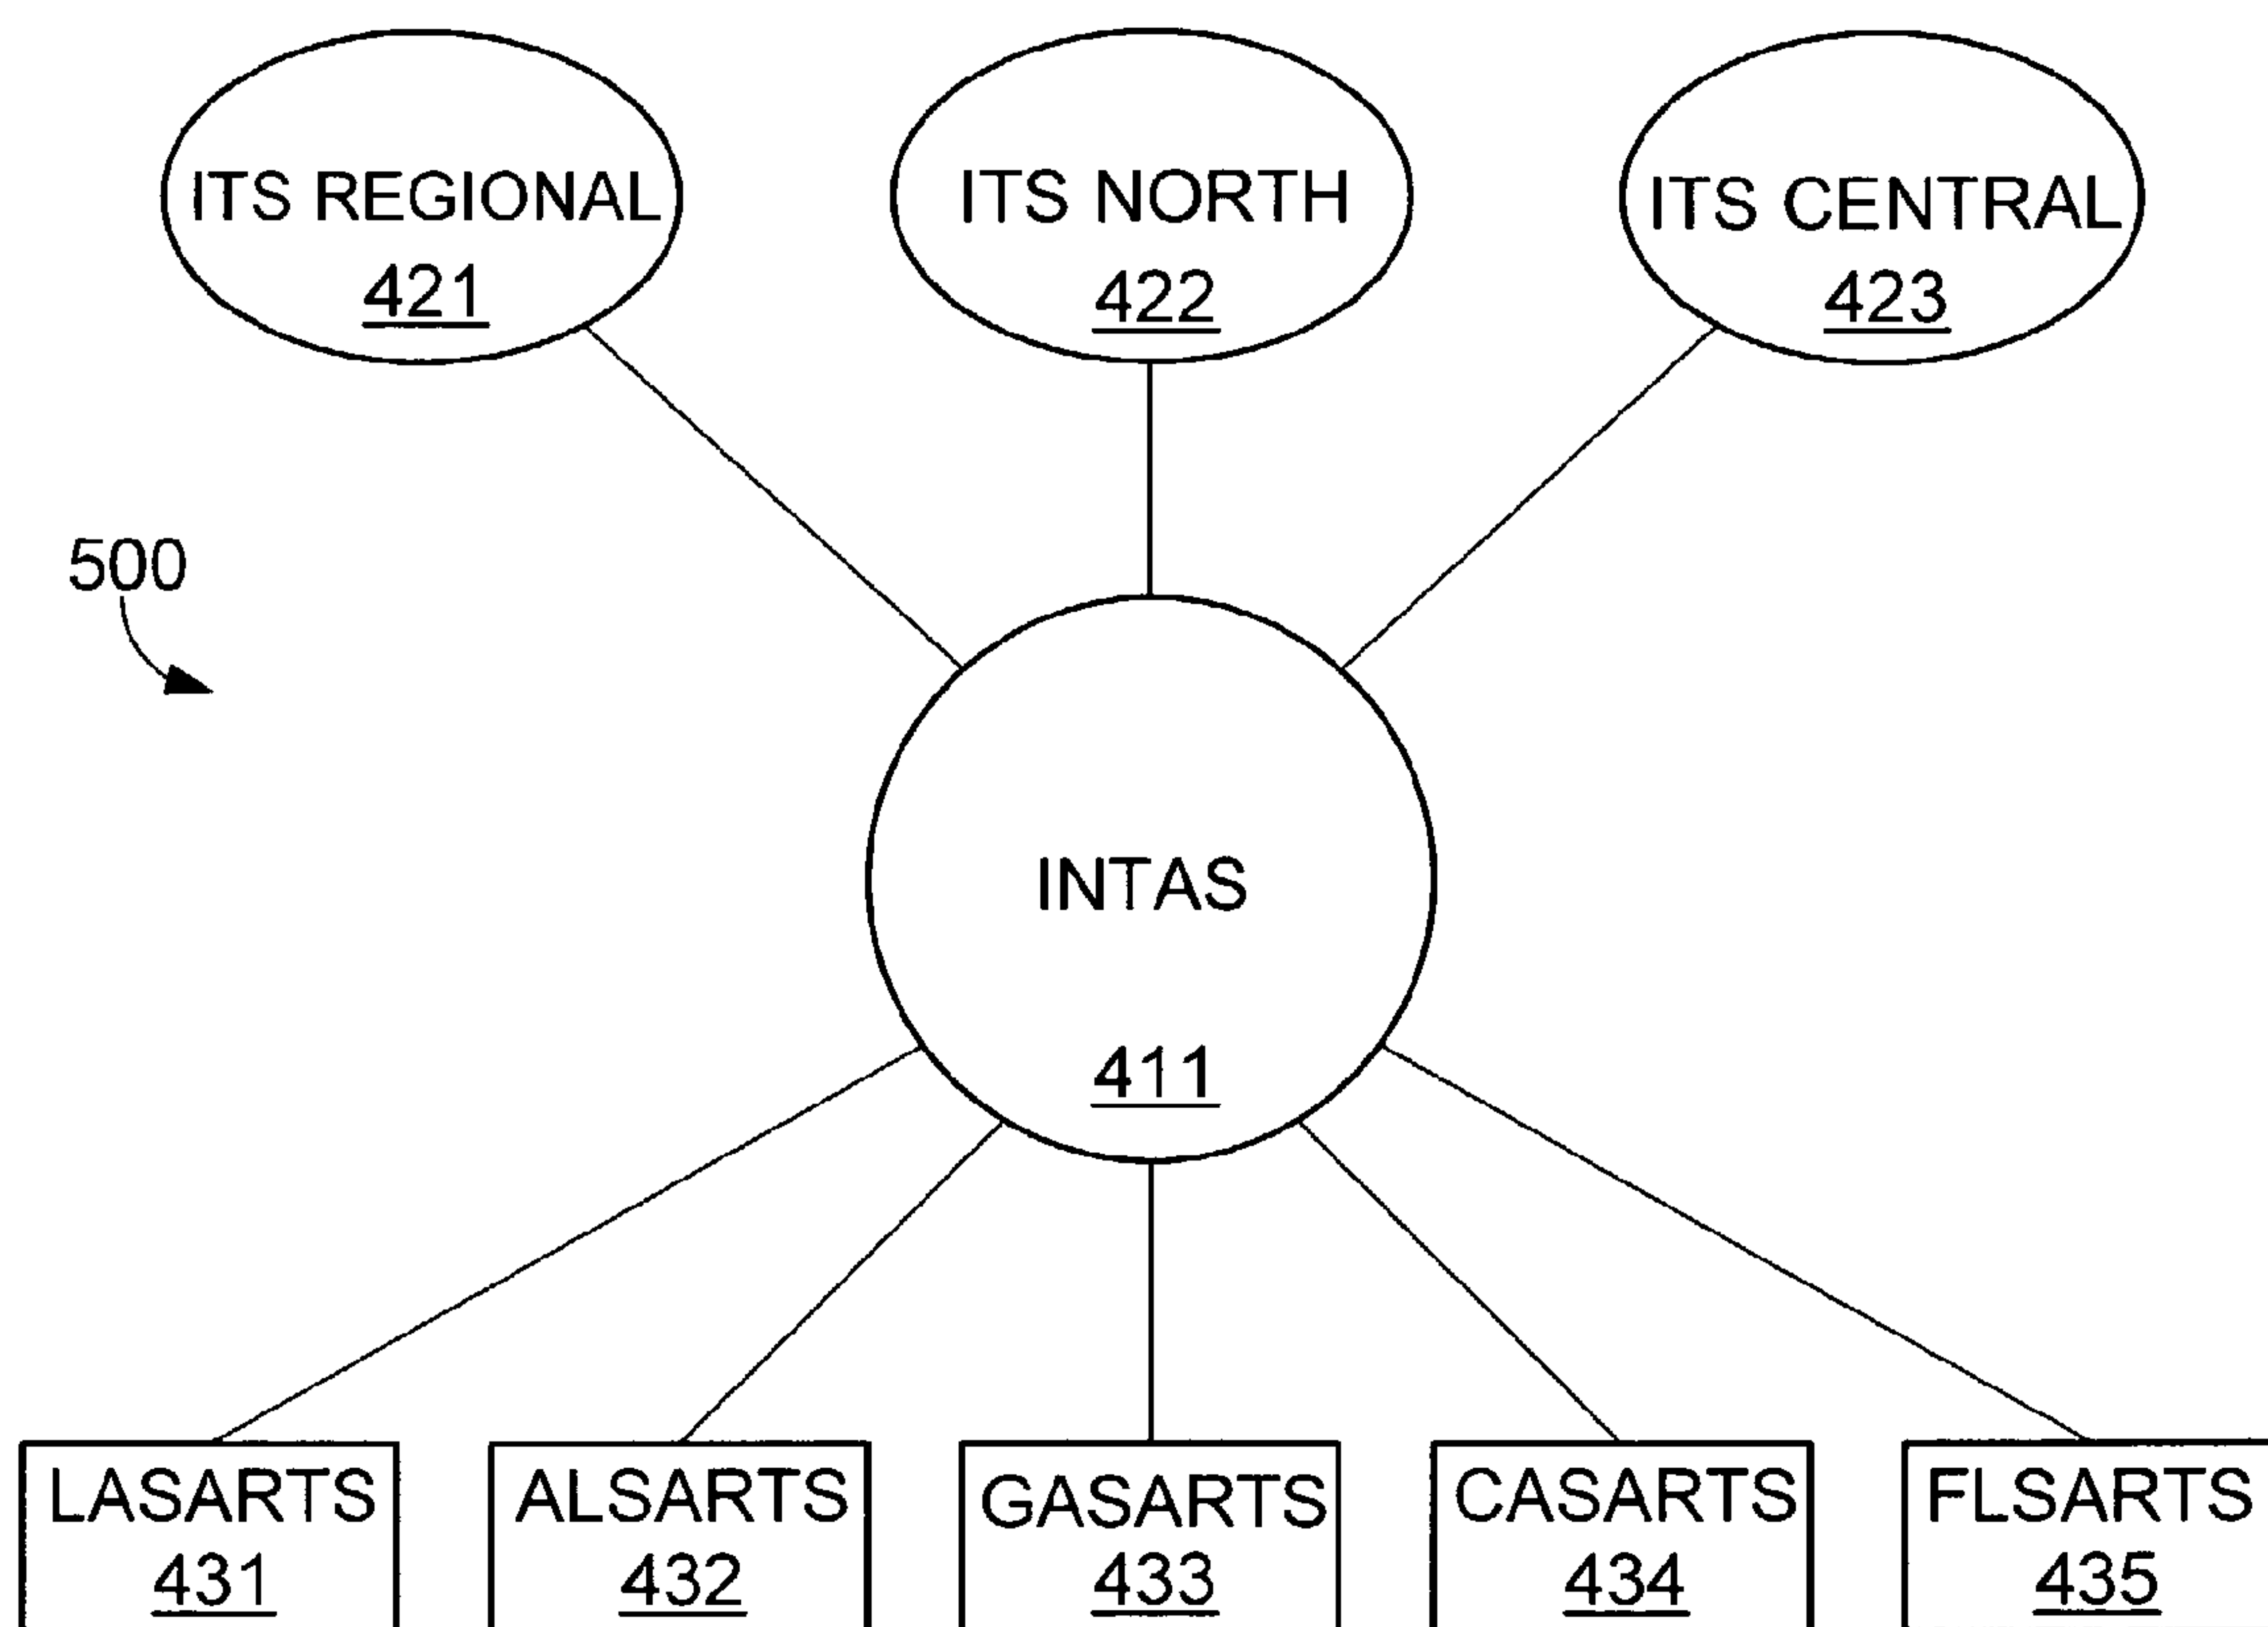 ITS REGIONAL
421
ITS NORTH
422
ITS CENTRAL
423
500
INTAS
411
LASARTS
431
ALSARTS
432
GASARTS
433
CASARTS
434
FLSARTS
435